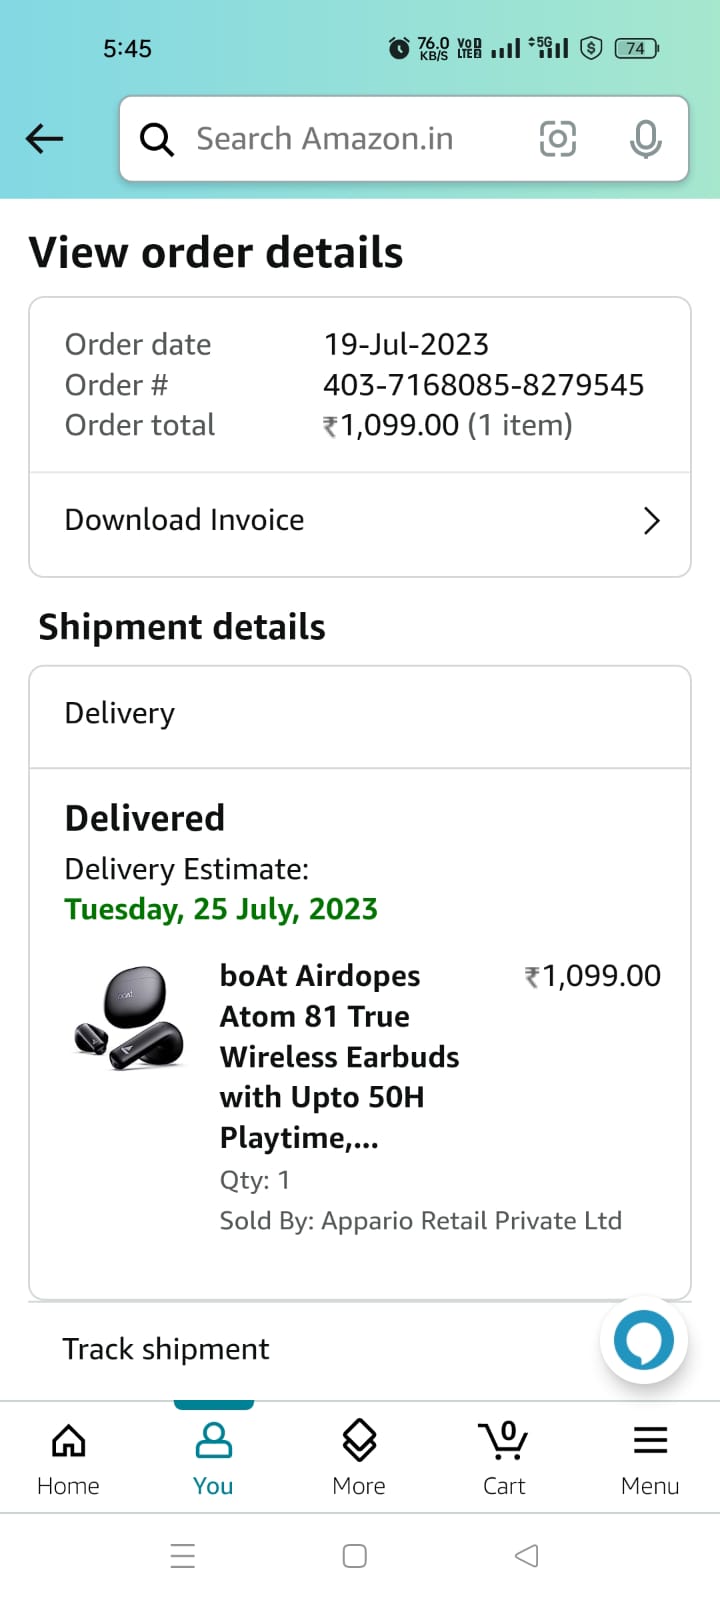 5:45
76.0 KB/S VoD LTE2 5G $ 74
Search Amazon.in
View order details
Order date 19-Jul-2023
Order # 403-7168085-8279545
Order total ₹1,099.00 (1 item)
Download Invoice
Shipment details
Delivery
Delivered
Delivery Estimate:
Tuesday, 25 July, 2023
boAt Airdopes ₹1,099.00
Atom 81 True
Wireless Earbuds
with Upto 50H
Playtime,...
Qty: 1
Sold By: Appario Retail Private Ltd
Track shipment
0
Home You More Cart Menu